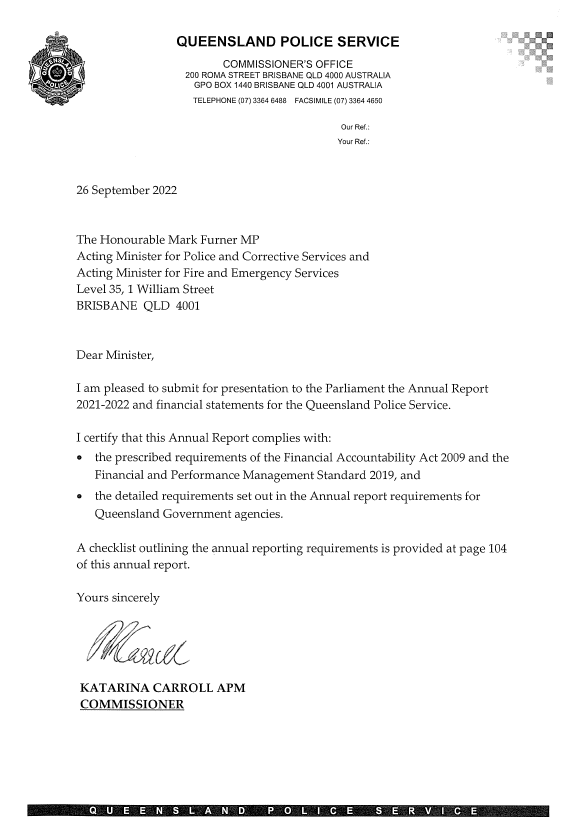 QUEENSLAND POLICE SERVICE
COMMISSIONER'S OFFICE
200 ROMA STREET BRISBANE QLD 4000 AUSTRALIA
GPO BOX 1440 BRISBANE QLD 4001 AUSTRALIA
TELEPHONE (07) 3364 6488 FACSIMILE (07) 3364 4650
QUEENSLAND
POLICE
Our Ref.:
Your Ref.:
26 September 2022
The Honourable Mark Furner MP
Acting Minister for Police and Corrective Services and
Acting Minister for Fire and Emergency Services
Level 35, 1 William Street
BRISBANE QLD 4001
Dear Minister,
I am pleased to submit for presentation to the Parliament the Annual Report
2021-2022 and financial statements for the Queensland Police Service.
I certify that this Annual Report complies with:
• the prescribed requirements of the Financial Accountability Act 2009 and the
Financial and Performance Management Standard 2019, and
• the detailed requirements set out in the Annual report requirements for
Queensland Government agencies.
A checklist outlining the annual reporting requirements is provided at page 104
of this annual report.
Yours sincerely
KATARINA CARROLL APM
COMMISSIONER
QUEENSLAND POLICE SERVICE